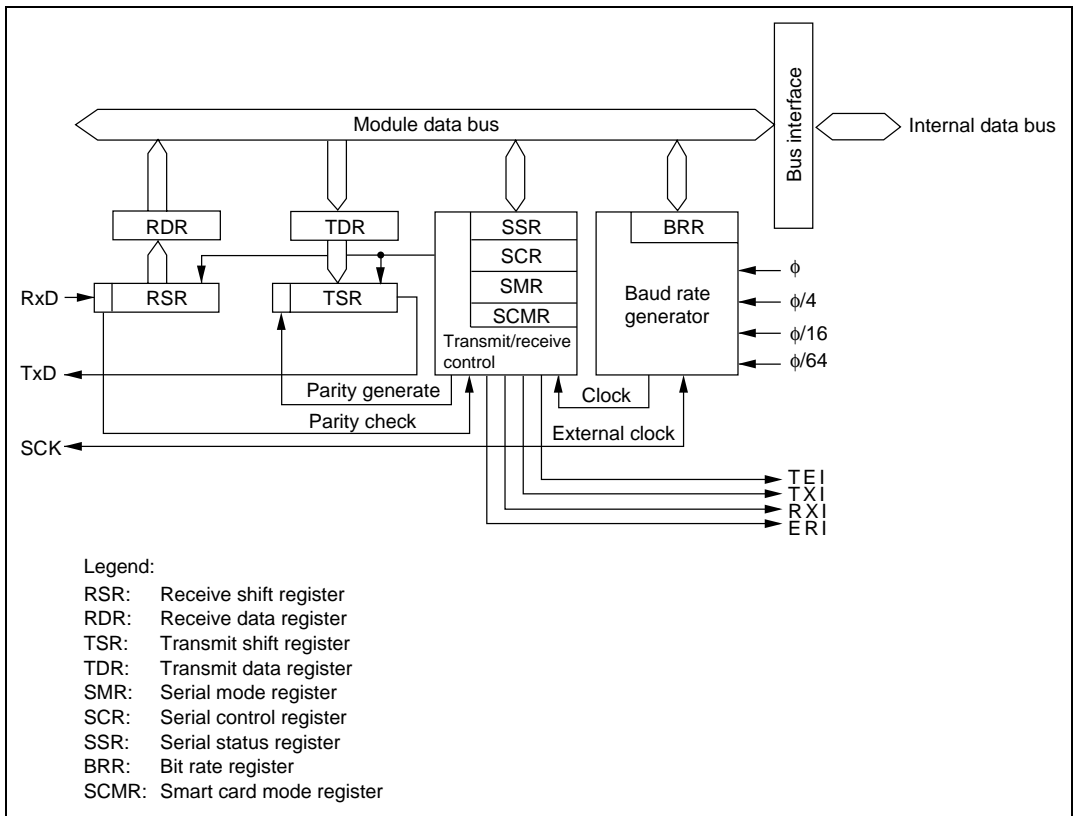 Bus interface
Module data bus
Internal data bus
RDR
TDR
SSR
BRR
SCR
SMR
SCMR
RxD
RSR
TSR
Baud rate
generator
ϕ
ϕ/4
ϕ/16
ϕ/64
Transmit/receive
control
TxD
Parity generate
Clock
Parity check
External clock
SCK
TEI
TXI
RXI
ERI
Legend:
RSR: Receive shift register
RDR: Receive data register
TSR: Transmit shift register
TDR: Transmit data register
SMR: Serial mode register
SCR: Serial control register
SSR: Serial status register
BRR: Bit rate register
SCMR: Smart card mode register